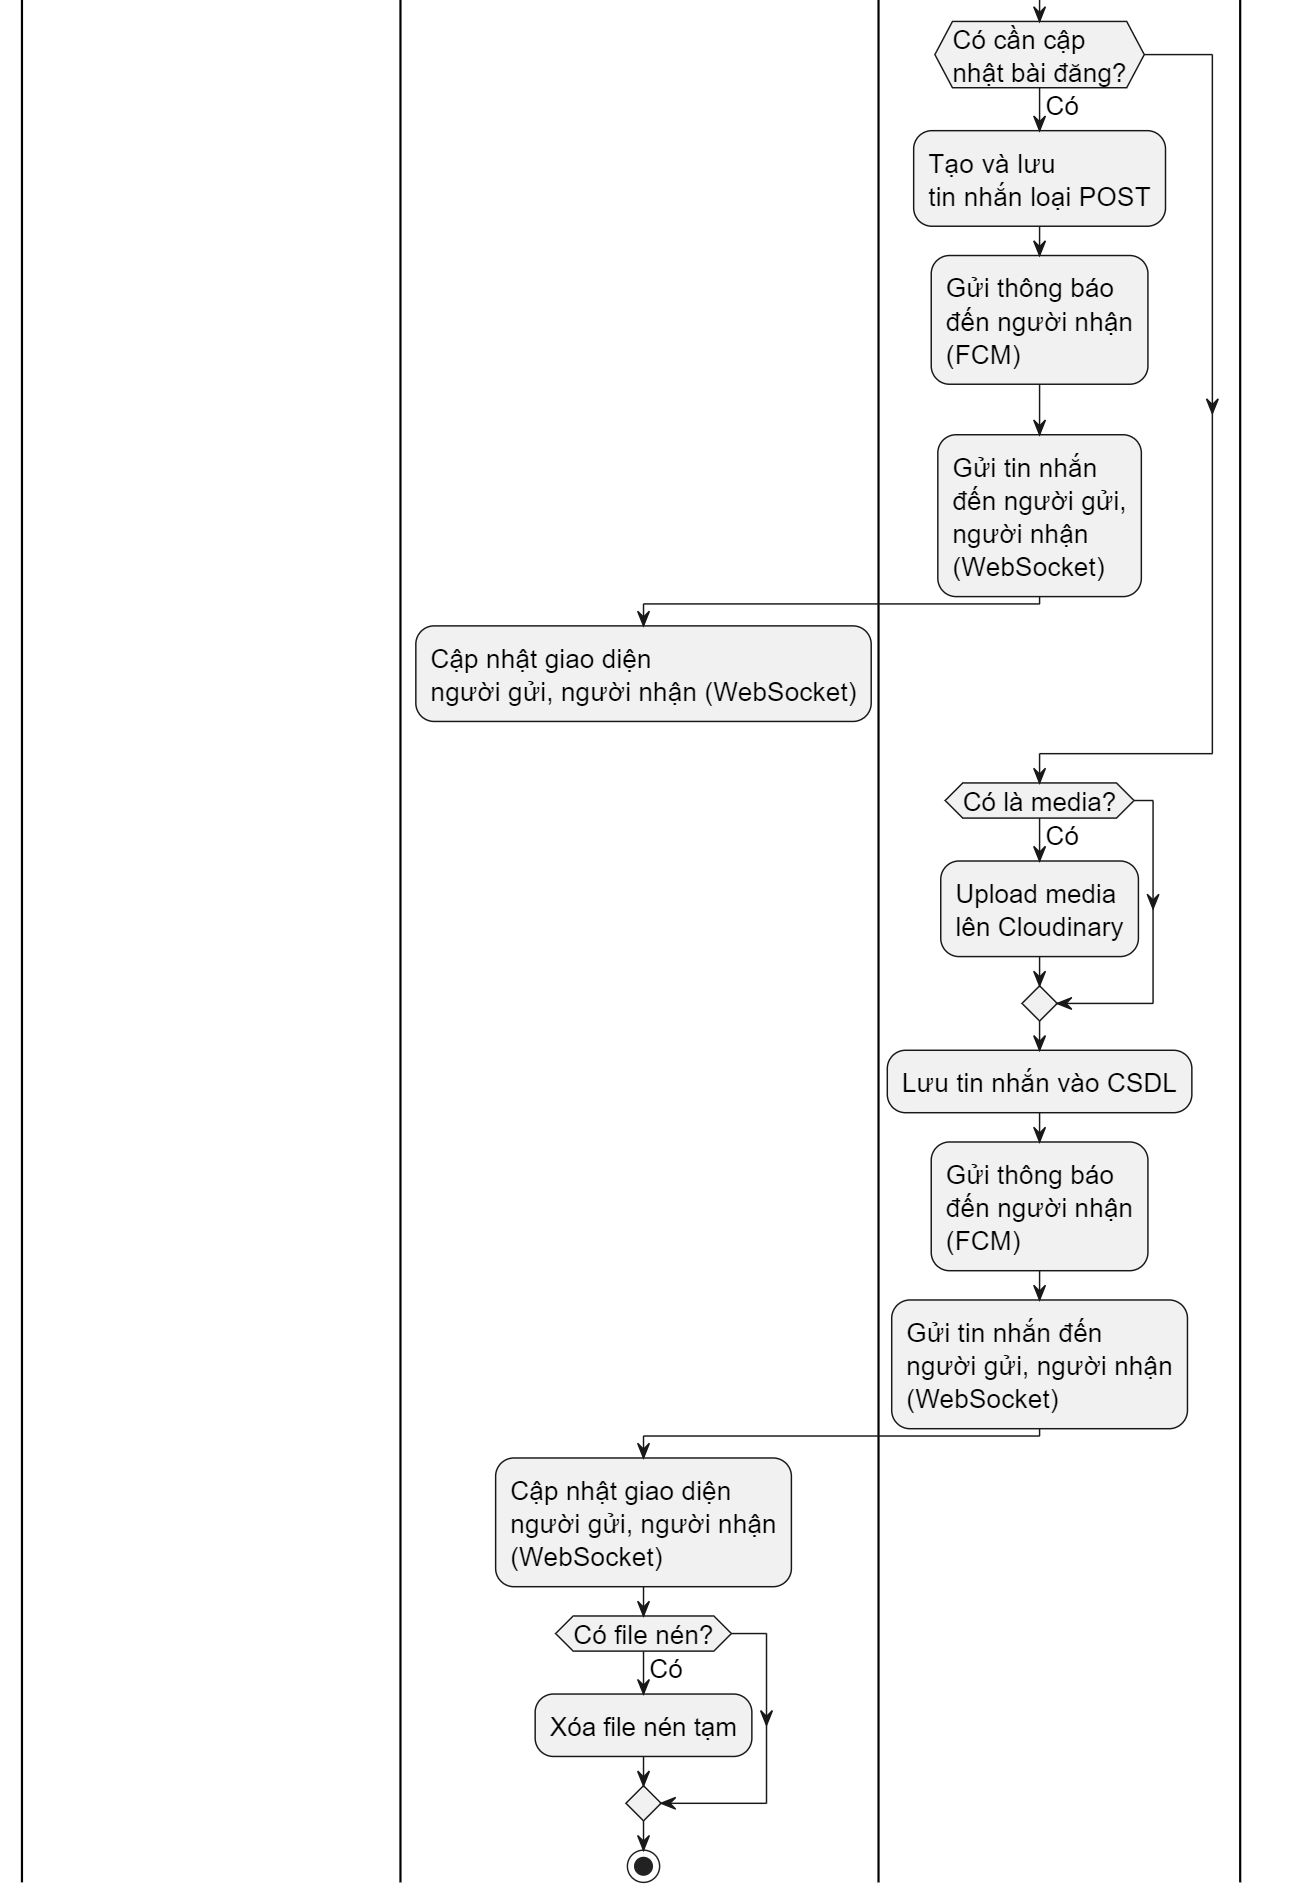 Có cần cập
nhật bài đăng?
Có
Tạo và lưu
tin nhắn loại POST
Gửi thông báo
đến người nhận
(FCM)
Gửi tin nhắn
đến người gửi,
người nhận
(WebSocket)
Cập nhật giao diện
người gửi, người nhận (WebSocket)
Có là media?
Có
Upload media
lên Cloudinary
Lưu tin nhắn vào CSDL
Gửi thông báo
đến người nhận
(FCM)
Gửi tin nhắn đến
người gửi, người nhận
(WebSocket)
Cập nhật giao diện
người gửi, người nhận
(WebSocket)
Có file nén?
Có
Xóa file nén tạm